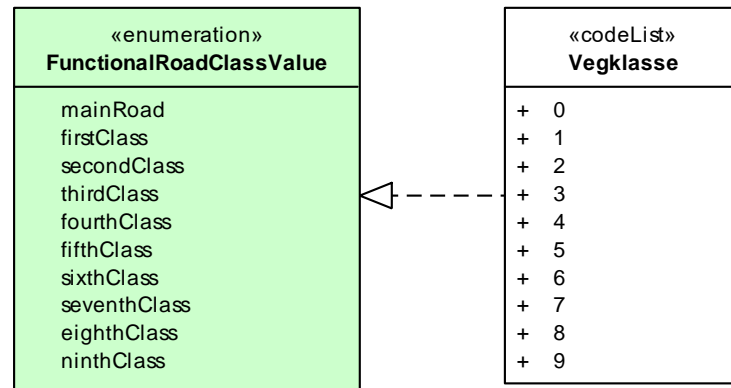 «enumeration»
FunctionalRoadClassValue
mainRoad
firstClass
secondClass
thirdClass
fourthClass
fifthClass
sixthClass
seventhClass
eighthClass
ninthClass
«codeList»
Vegklasse
+ 0
+ 1
+ 2
+ 3
+ 4
+ 5
+ 6
+ 7
+ 8
+ 9